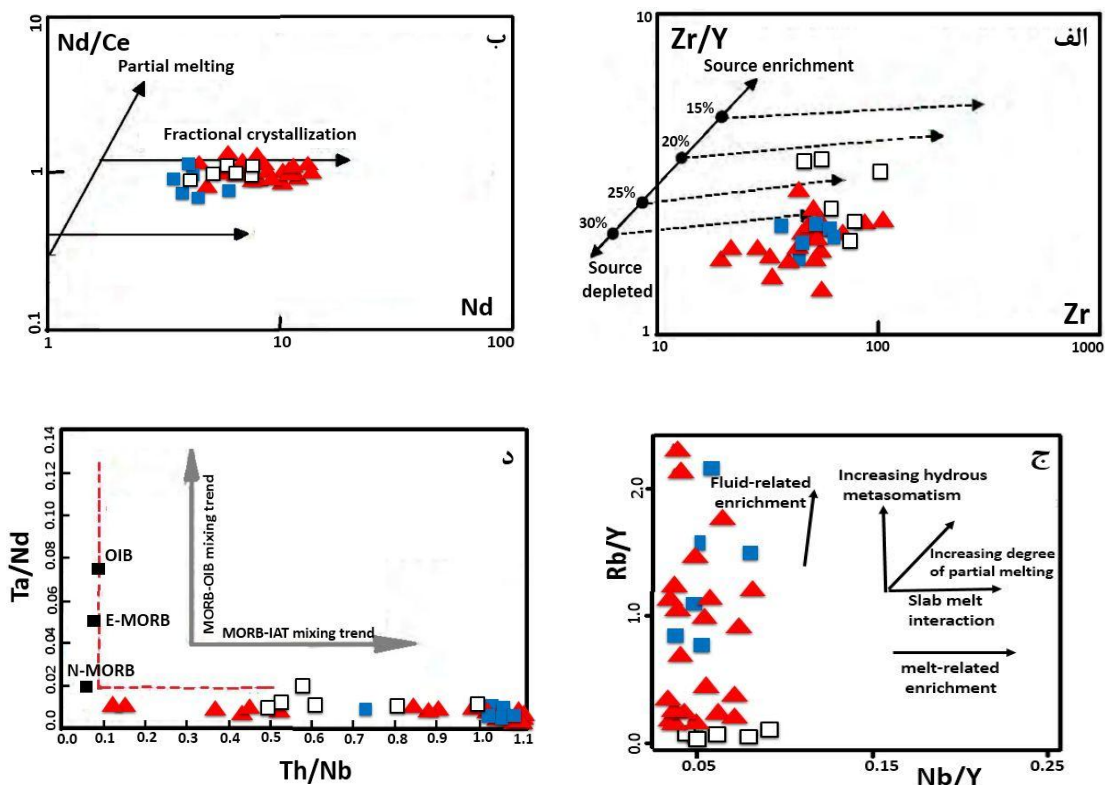 10
Nd/Ce
ب
Partial melting
Fractional crystallization
1
Nd
0.1
1
10
100
10
Zr/Y
الف
Source enrichment
15%
20%
25%
30%
Source
depleted
Zr
1
10
100
1000
0.14
0.12
0.10
0.08
0.06
0.04
0.02
0.0
Ta/Nd
MORB-OIB mixing trend
OIB
E-MORB
MORB-IAT mixing trend
N-MORB
0.0
0.1
0.2
0.3
0.4
0.5
0.6
0.7
0.8
0.9
1.0
1.1
Th/Nb
ج
Fluid-related
enrichment
Increasing hydrous
metasomatism
2.0
Rb/Y
Increasing degree
of partial melting
1.0
Slab melt
interaction
melt-related
enrichment
0.0
0.05
0.15
0.25
Nb/Y